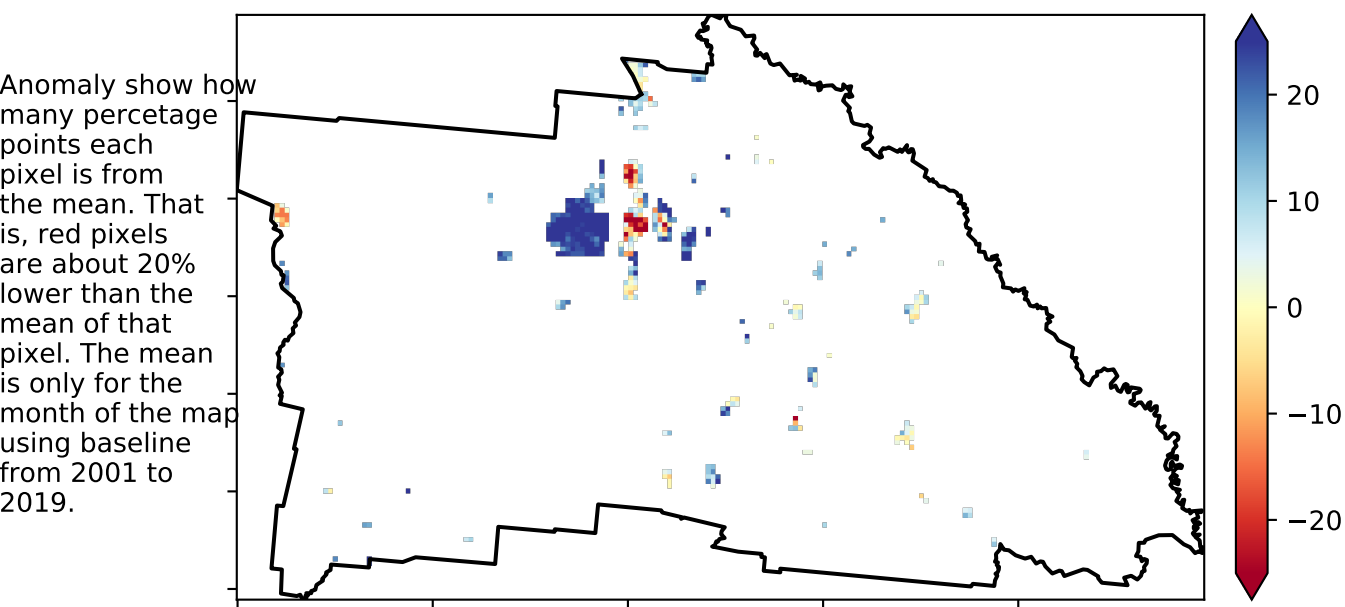 Anomaly show how
many percetage
points each
pixel is from
the mean. That
is, red pixels
are about 20%
lower than the
mean of that
pixel. The mean
is only for the
month of the map
using baseline
from 2001 to
2019.
20
10
0
−10
−20